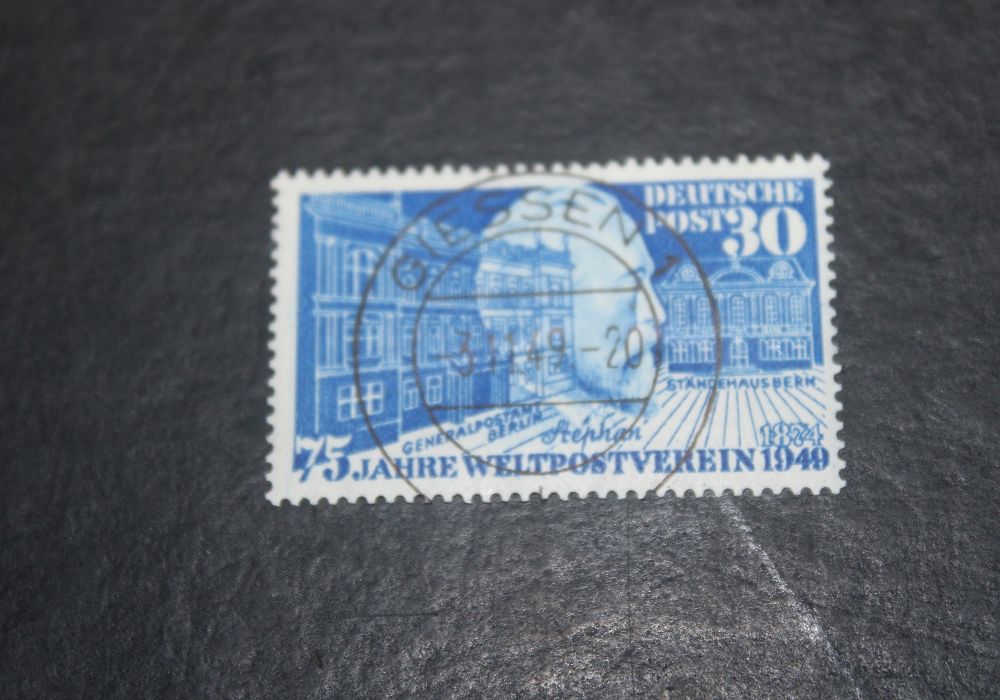 DEUTSCHE
POST 30
GIESSEN 1
-3.11.49-20
STÄNDEHAUS BERN
GENERALPOSTAMT
BERLIN
Stephan
1874
75 JAHRE WELTPOSTVEREIN 1949